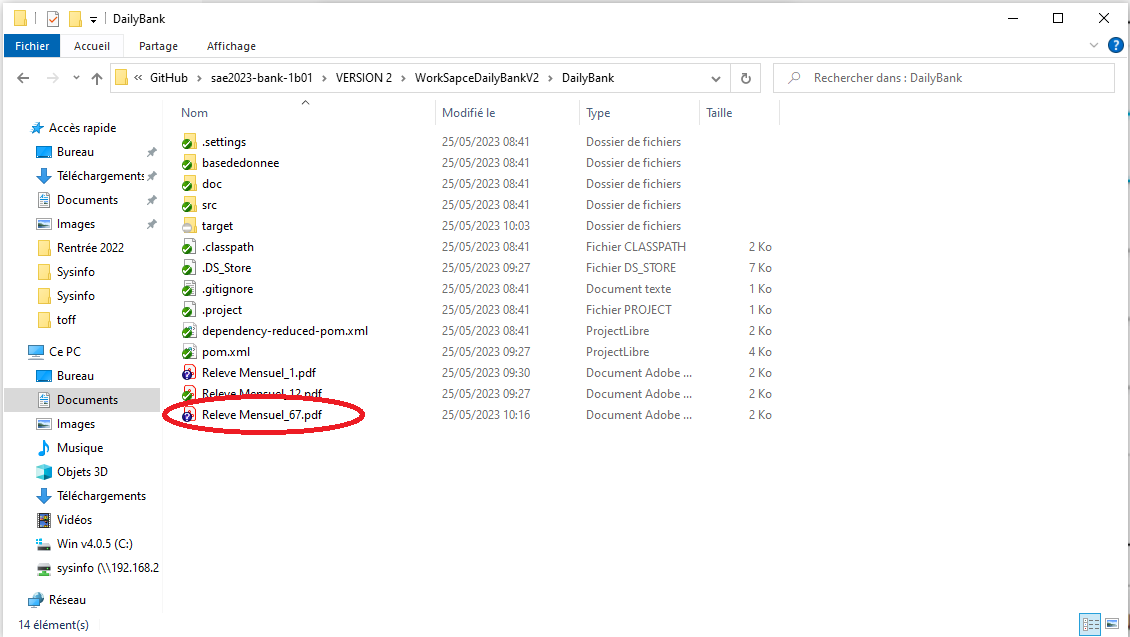 DailyBank
Fichier Accueil Partage Affichage
« GitHub › sae2023-bank-1b01 › VERSION 2 › WorkSapceDailyBankV2 › DailyBank
Rechercher dans : DailyBank
Nom Modifié le Type Taille
Accès rapide
Bureau
Téléchargements
Documents
Images
Rentrée 2022
Sysinfo
Sysinfo
toff
Ce PC
Bureau
Documents
Images
Musique
Objets 3D
Téléchargements
Vidéos
Win v4.0.5 (C:)
sysinfo (\\192.168.2
Réseau
.settings 25/05/2023 08:41 Dossier de fichiers
basededonnee 25/05/2023 08:41 Dossier de fichiers
doc 25/05/2023 08:41 Dossier de fichiers
src 25/05/2023 08:41 Dossier de fichiers
target 25/05/2023 10:03 Dossier de fichiers
.classpath 25/05/2023 08:41 Fichier CLASSPATH 2 Ko
.DS_Store 25/05/2023 09:27 Fichier DS_STORE 7 Ko
.gitignore 25/05/2023 08:41 Document texte 1 Ko
.project 25/05/2023 08:41 Fichier PROJECT 1 Ko
dependency-reduced-pom.xml 25/05/2023 08:41 ProjectLibre 2 Ko
pom.xml 25/05/2023 09:27 ProjectLibre 4 Ko
Releve Mensuel_1.pdf 25/05/2023 09:30 Document Adobe ... 2 Ko
Releve Mensuel_12.pdf 25/05/2023 09:27 Document Adobe ... 2 Ko
Releve Mensuel_67.pdf 25/05/2023 10:16 Document Adobe ... 2 Ko
14 élément(s)